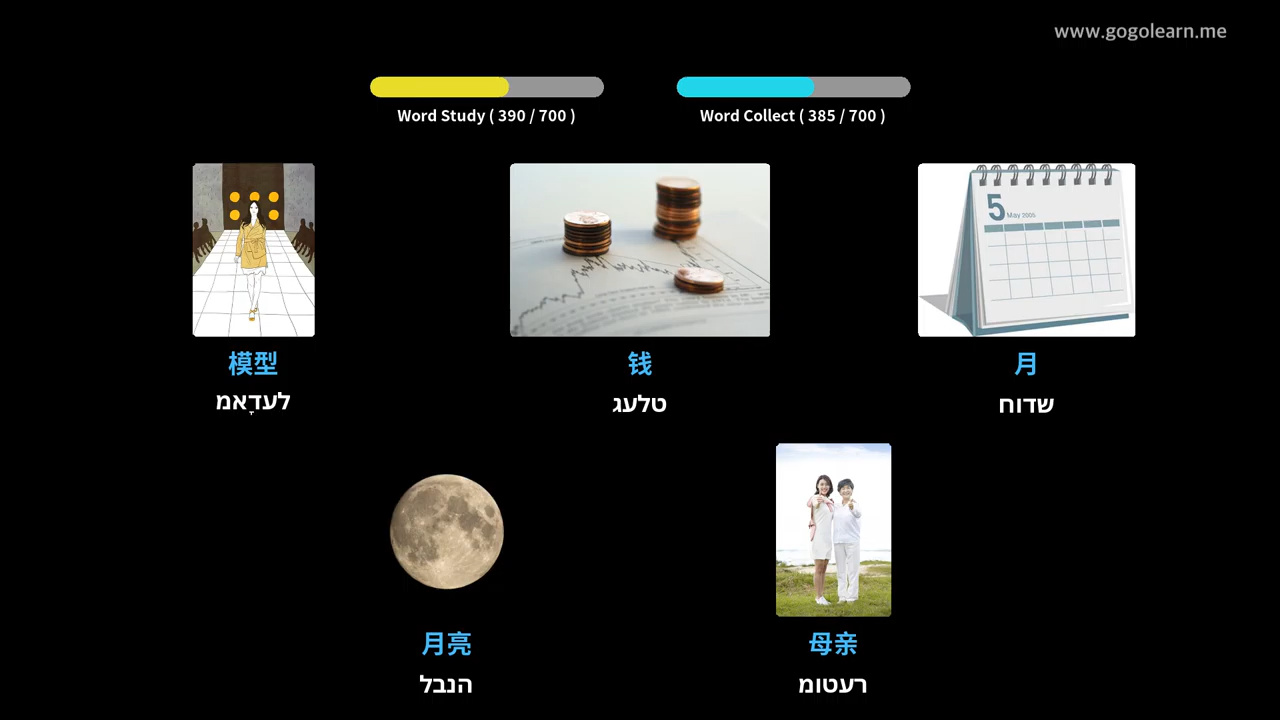 www.gogolearn.me
Word Study ( 390 / 700 )
Word Collect ( 385 / 700 )
模型
לעדָאמ
钱
טלעג
月
שדוח
月亮
הנבל
母亲
רעטומ
5
May 2005